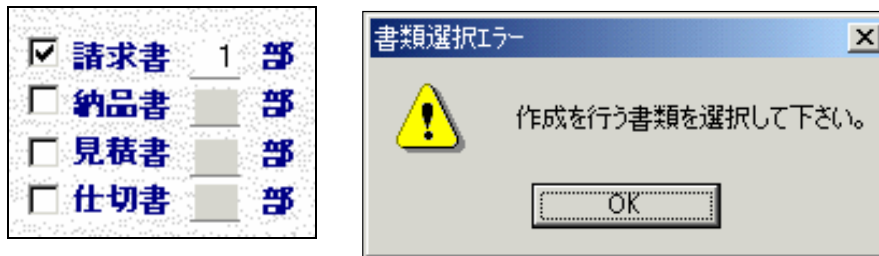 請求書 1 部
納品書 部
見積書 部
仕切書 部
書類選択エラー
作成を行う書類を選択して下さい。
OK